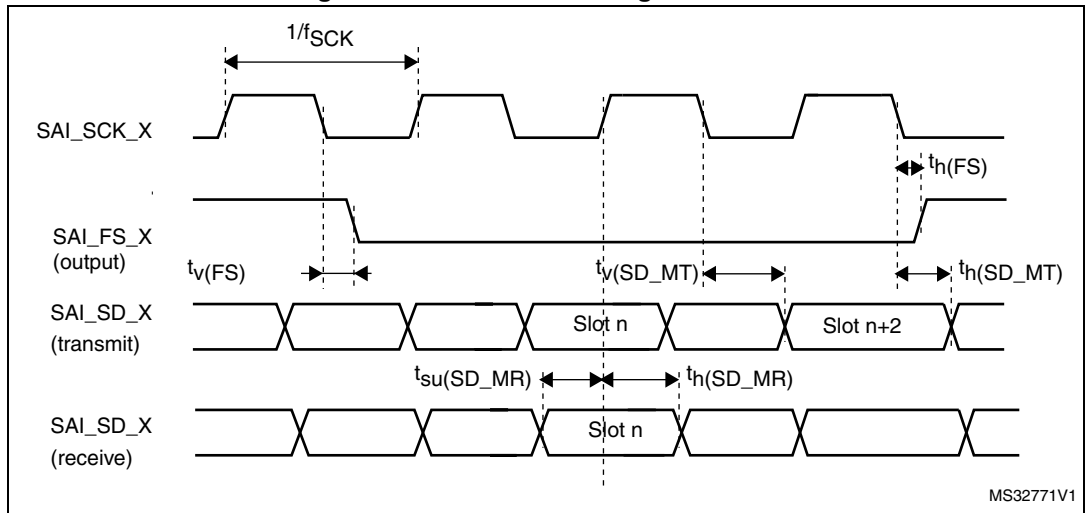 1/fSCK
SAI_SCK_X
th(FS)
SAI_FS_X
(output)
tv(FS)
tv(SD_MT)
th(SD_MT)
SAI_SD_X
(transmit)
Slot n
Slot n+2
tsu(SD_MR)
th(SD_MR)
SAI_SD_X
(receive)
Slot n
MS32771V1